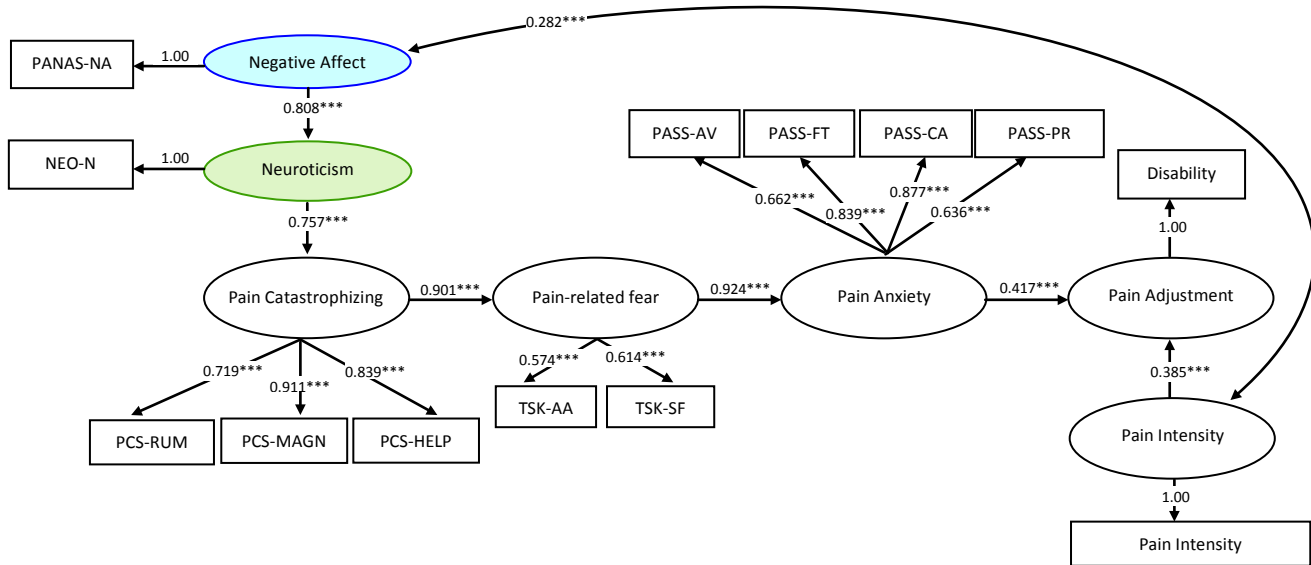 0.282***
PANAS-NA
1.00
Negative Affect
0.808***
NEO-N
1.00
Neuroticism
0.757***
PASS-AV
PASS-FT
PASS-CA
PASS-PR
Disability
0.662***
0.839***
0.877***
0.636***
1.00
Pain Catastrophizing
0.901***
Pain-related fear
0.924***
Pain Anxiety
0.417***
Pain Adjustment
0.719***
0.911***
0.839***
0.574***
0.614***
0.385***
PCS-RUM
PCS-MAGN
PCS-HELP
TSK-AA
TSK-SF
Pain Intensity
1.00
Pain Intensity